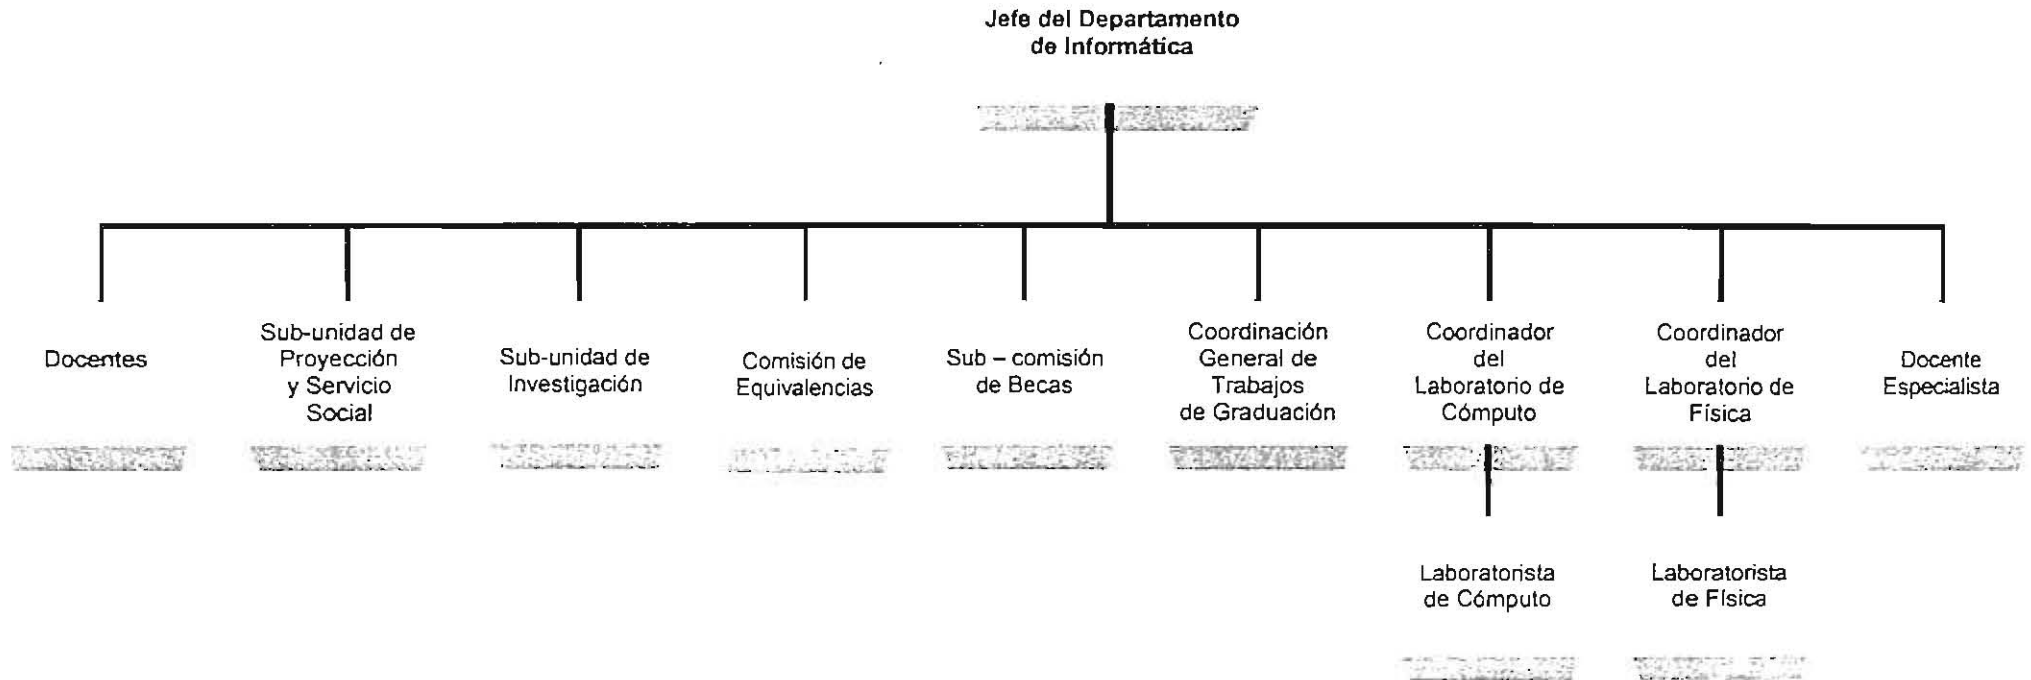 Jefe del Departamento
de Informática
Docentes
Sub-unidad de
Proyección
y Servicio
Social
Sub-unidad de
Investigación
Comisión de
Equivalencias
Sub – comisión
de Becas
Coordinación
General de
Trabajos
de Graduación
Coordinador
del
Laboratorio de
Cómputo
Coordinador
del
Laboratorio de
Física
Docente
Especialista
Laboratorista
de Cómputo
Laboratorista
de Física